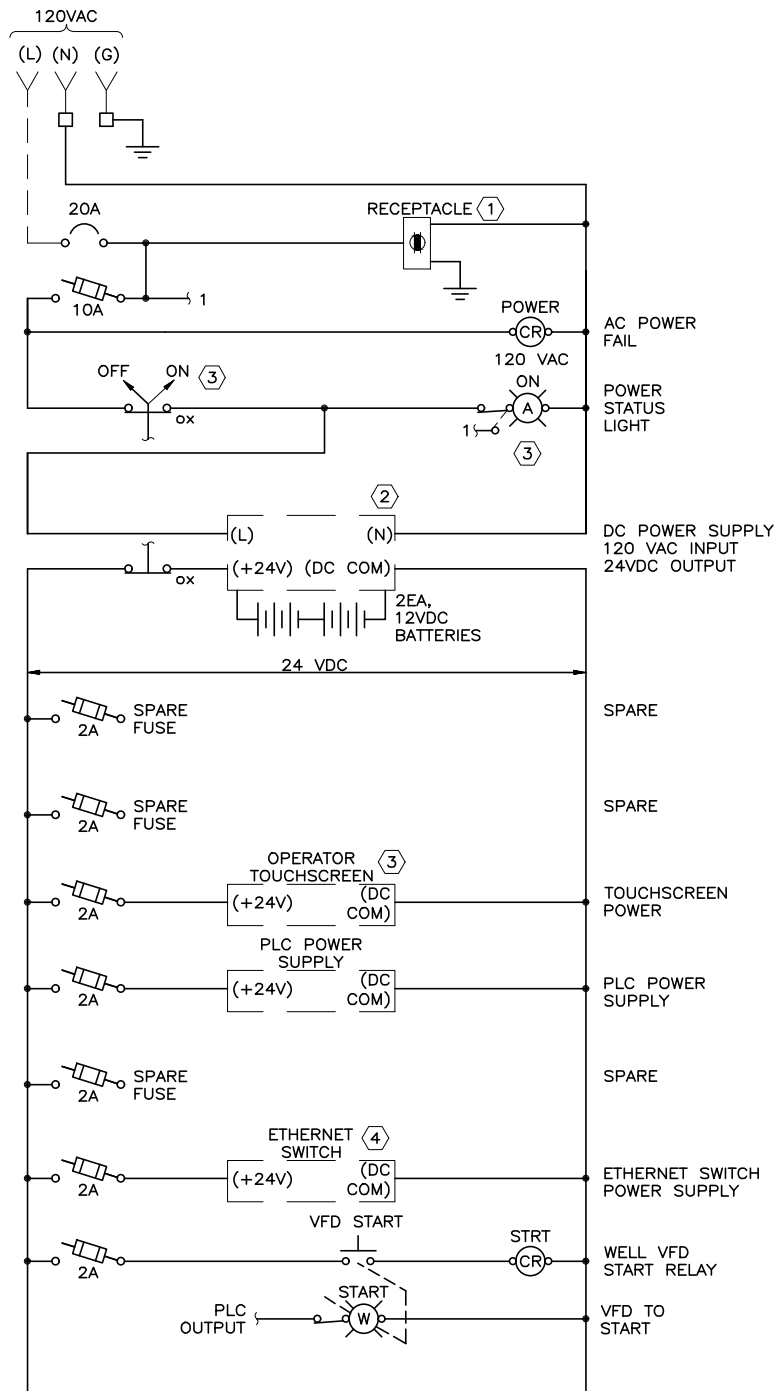 120VAC
(L) (N) (G)
20A
RECEPTACLE 1
10A
1
POWER
CR
120 VAC
AC POWER
FAIL
OFF ON 3
OX
ON
A
1
3
POWER
STATUS
LIGHT
2
(L) (N)
DC POWER SUPPLY
120 VAC INPUT
24VDC OUTPUT
OX
(+24V) (DC COM)
2EA,
12VDC
BATTERIES
24 VDC
2A
SPARE
FUSE
SPARE
2A
SPARE
FUSE
SPARE
2A
OPERATOR
TOUCHSCREEN 3
(+24V) (DC
COM)
TOUCHSCREEN
POWER
2A
PLC POWER
SUPPLY
(+24V) (DC
COM)
PLC POWER
SUPPLY
2A
SPARE
FUSE
SPARE
2A
ETHERNET
SWITCH 4
(+24V) (DC
COM)
ETHERNET SWITCH
POWER SUPPLY
2A
VFD START
STRT
CR
WELL VFD
START RELAY
PLC
OUTPUT
START
W
VFD TO
START